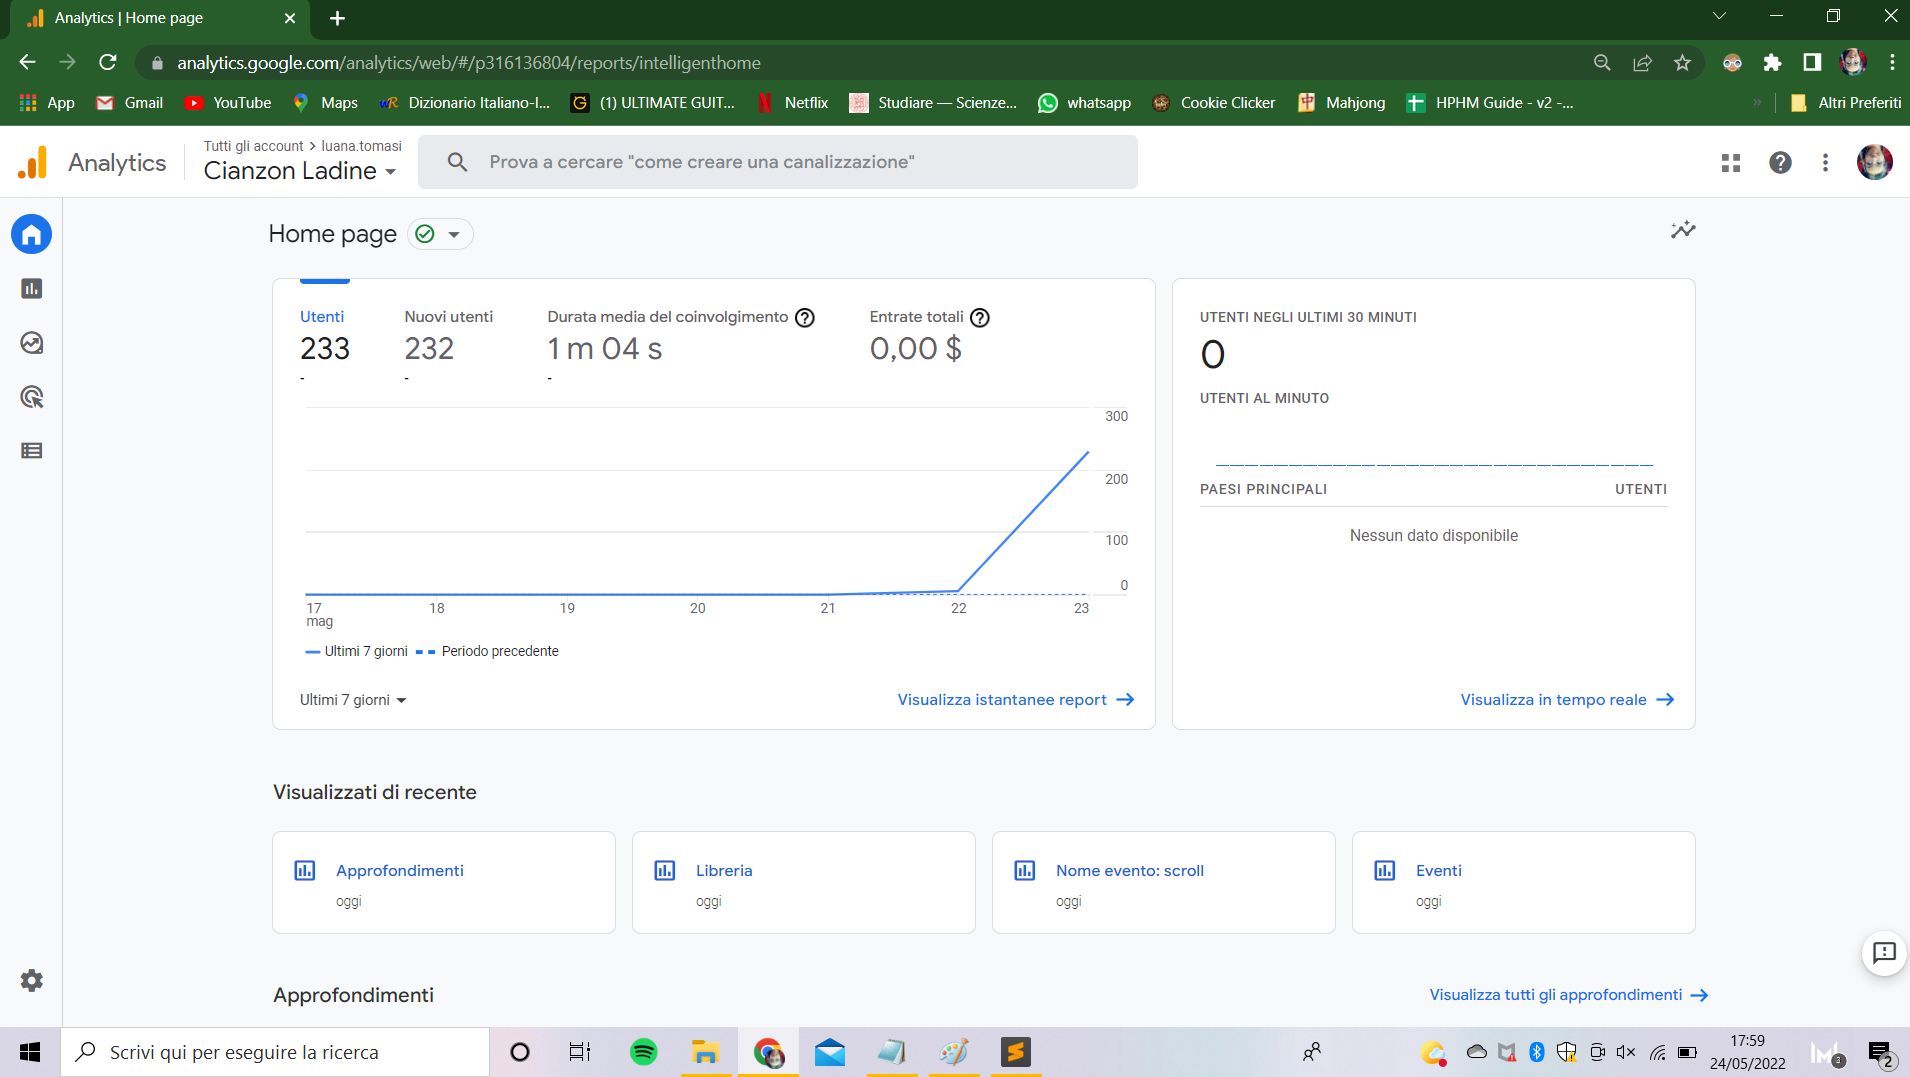 Analytics | Home page
analytics.google.com/analytics/web/#/p316136804/reports/intelligenthome
App Gmail YouTube Maps Dizionario Italiano-I... (1) ULTIMATE GUIT... Netflix Studiare — Scienze... whatsapp Cookie Clicker Mahjong HPHM Guide - v2 -... » Altri Preferiti
Analytics
Tutti gli account > luana.tomasi
Cianzon Ladine
Prova a cercare "come creare una canalizzazione"
Home page
Utenti Nuovi utenti Durata media del coinvolgimento Entrate totali
233 232 1 m 04 s 0,00 $
- - -
300
200
100
0
17 18 19 20 21 22 23
mag
Ultimi 7 giorni Periodo precedente
Ultimi 7 giorni
Visualizza istantanee report
UTENTI NEGLI ULTIMI 30 MINUTI
0
UTENTI AL MINUTO
PAESI PRINCIPALI UTENTI
Nessun dato disponibile
Visualizza in tempo reale
Visualizzati di recente
Approfondimenti
oggi
Libreria
oggi
Nome evento: scroll
oggi
Eventi
oggi
Approfondimenti
Visualizza tutti gli approfondimenti
Scrivi qui per eseguire la ricerca
17:59
24/05/2022
3
2